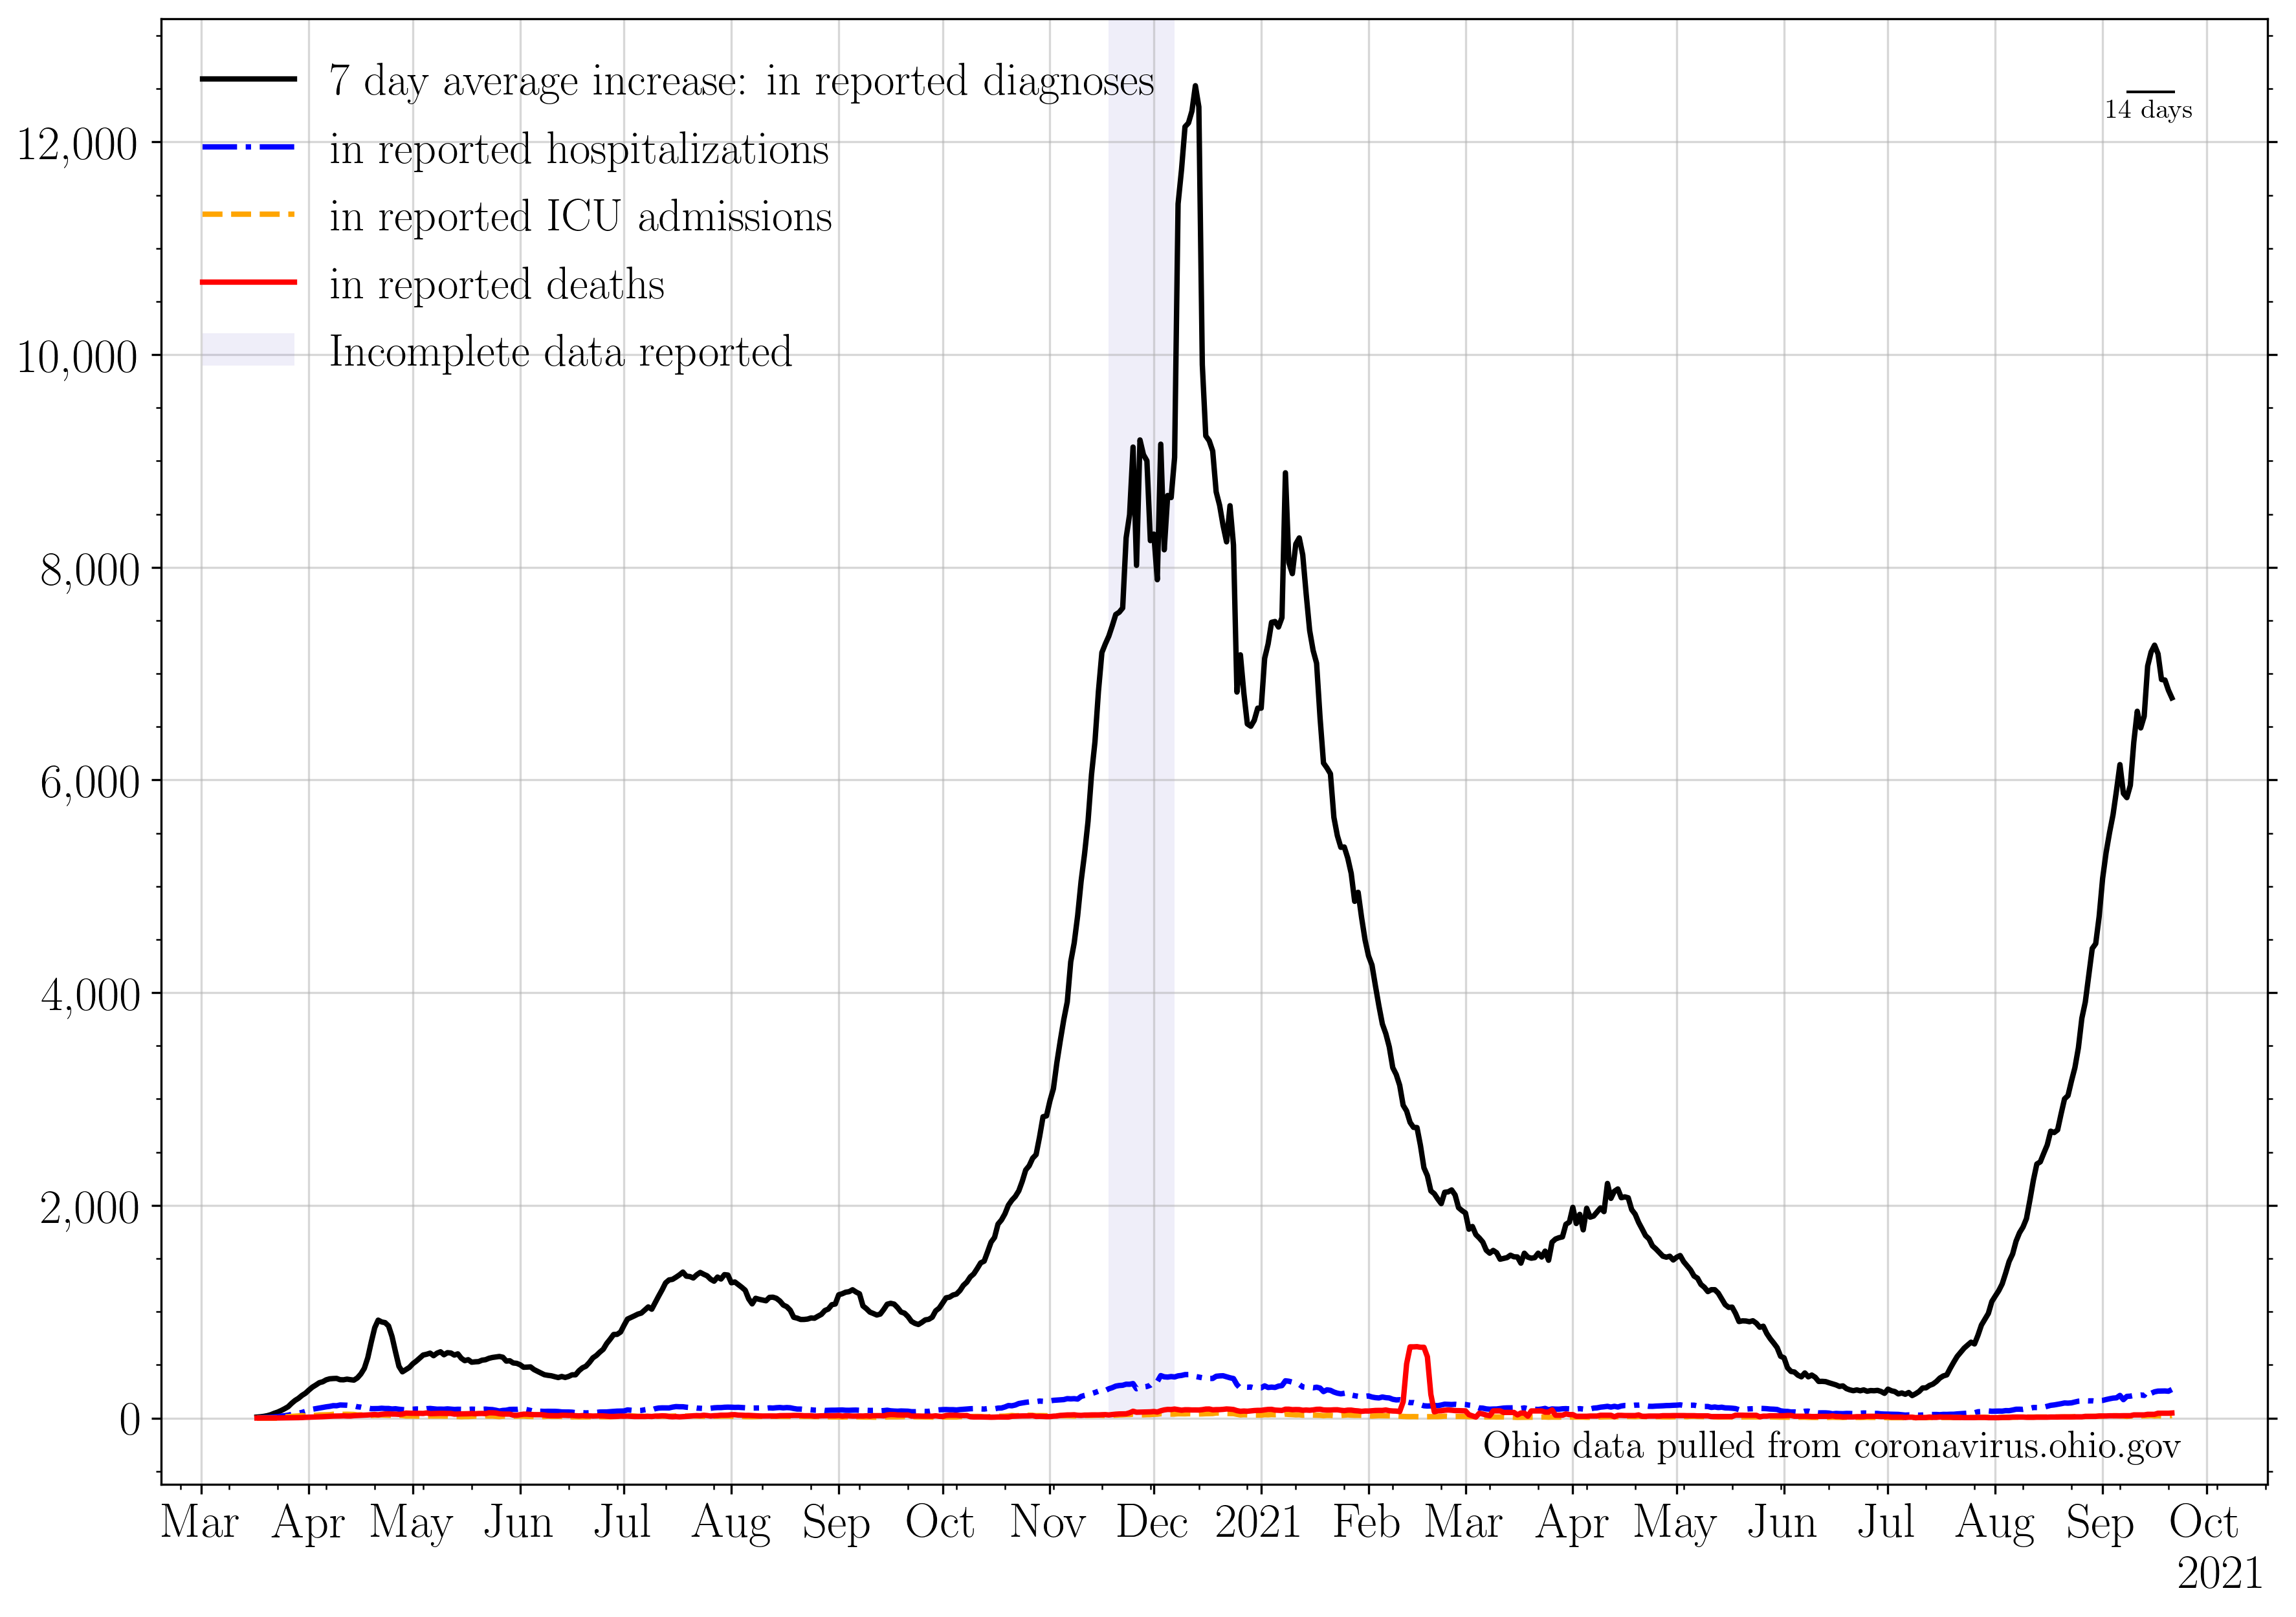 7 day average increase: in reported diagnoses
in reported hospitalizations
in reported ICU admissions
in reported deaths
Incomplete data reported
14 days
12,000
10,000
8,000
6,000
4,000
2,000
0
Ohio data pulled from coronavirus.ohio.gov
Mar Apr May Jun Jul Aug Sep Oct Nov Dec 2021 Feb Mar Apr May Jun Jul Aug Sep Oct
2021